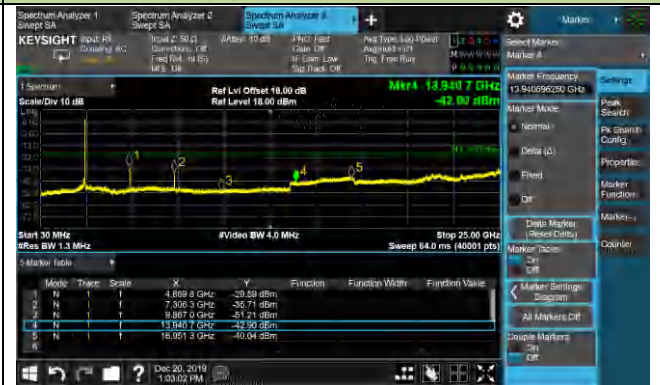 Spectrum Analyzer 1
Swept SA
Spectrum Analyzer 2
Swept SA
Spectrum Analyzer 3
Swept SA
+
Marker
KEYSIGHT Input: RF
Coupling: AC
Input Z: 50 Ω
Corrections: Off
Freq Ref: Int (S)
NFE: Off
#Atten: 10 dB
PNO: Fast
Gate: Off
IF Gain: Low
Sig Track: Off
Avg Type: Log-Power
Trig: Free Run
Select Marker
Marker 4
1 Spectrum
Scale/Div 10 dB
Log
Ref Lvl Offset 18.00 dB
Ref Level 18.00 dBm
Mkr4 13.940 7 GHz
-42.90 dBm
1
2
3
4
5
Start 30 MHz
#Res BW 1.3 MHz
#Video BW 4.0 MHz
Stop 25.00 GHz
Sweep 64.0 ms (40001 pts)
5 Marker Table
Mode Trace Scale X Y Function Function Width Function Value
1 N 1 f 4.869 8 GHz -29.59 dBm
2 N 1 f 7.306 3 GHz -35.71 dBm
3 N 1 f 9.867 0 GHz -51.21 dBm
4 N 1 f 13.940 7 GHz -42.90 dBm
5 N 1 f 16.951 3 GHz -40.04 dBm
6
Marker Frequency
13.940696250 GHz
Marker Mode
Normal
Delta (Δ)
Fixed
Off
Delta Marker
(Reset Delta)
Marker Table
On
Off
Marker Settings
Diagram
All Markers Off
Couple Markers
On
Off
Settings
Peak
Search
Pk Search
Config
Properties
Marker
Function
Marker→
Counter
?
Dec 20, 2019
1:03:02 PM